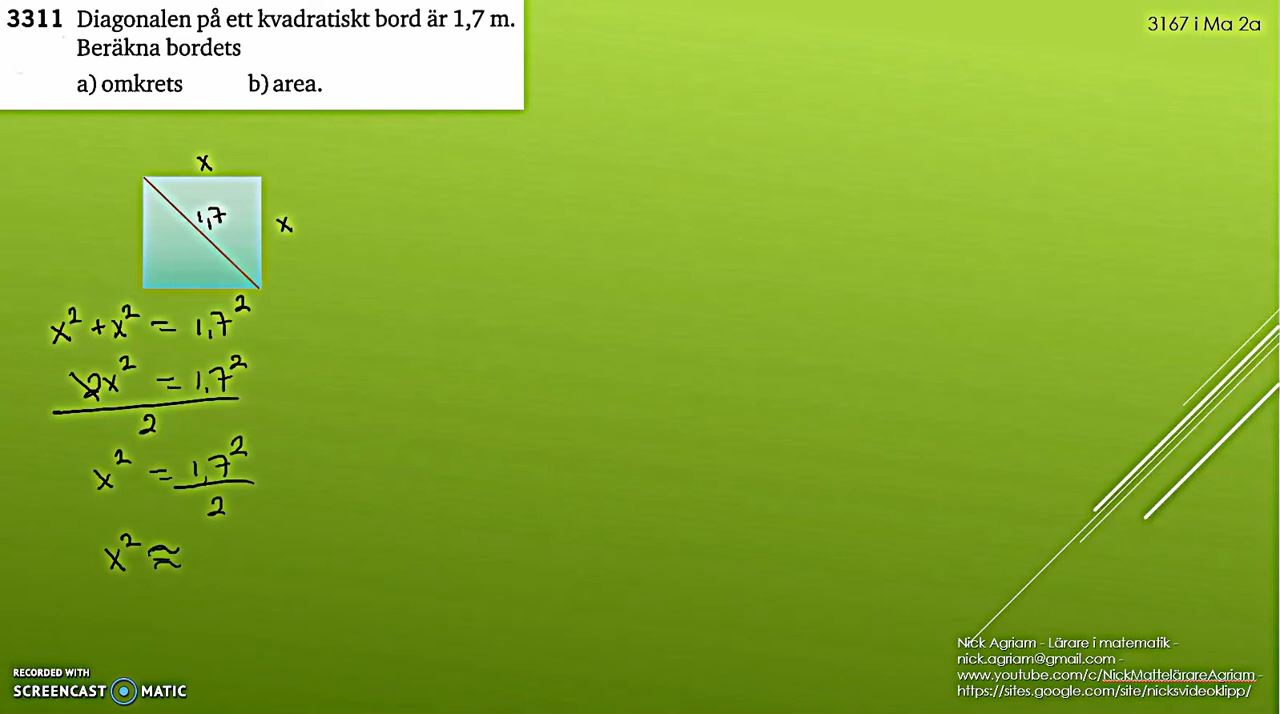 3311 Diagonalen på ett kvadratiskt bord är 1,7 m.
Beräkna bordets
a) omkrets b) area.
3167 i Ma 2a
x
1,7
x
x² + x² = 1,7²
2x² = 1,7²
2
x² = 1,7²
2
x² ≈
Nick Agriam - Lärare i matematik -
nick.agriam@gmail.com -
www.youtube.com/c/NickMattelärareAgriam -
https://sites.google.com/site/nicksvideoklipp/
RECORDED WITH
SCREENCAST MATIC